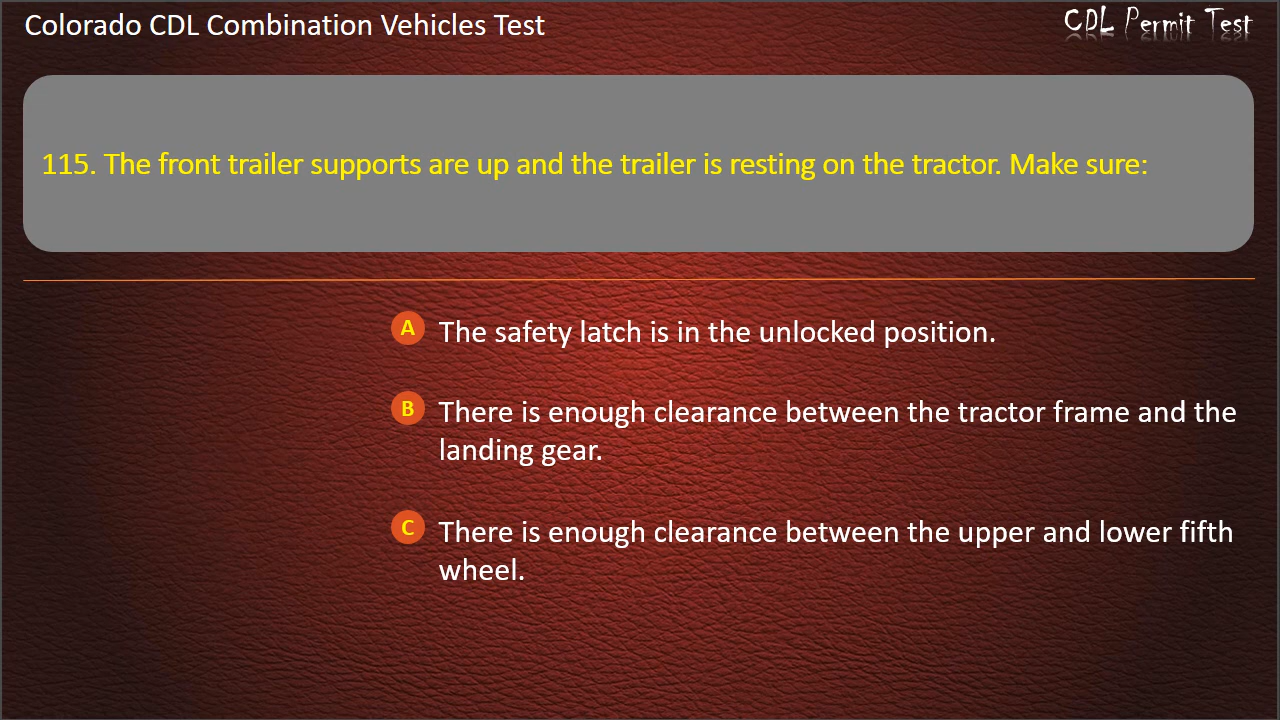 Colorado CDL Combination Vehicles Test
CDL Permit Test
115. The front trailer supports are up and the trailer is resting on the tractor. Make sure:
A The safety latch is in the unlocked position.
B There is enough clearance between the tractor frame and the
landing gear.
C There is enough clearance between the upper and lower fifth
wheel.